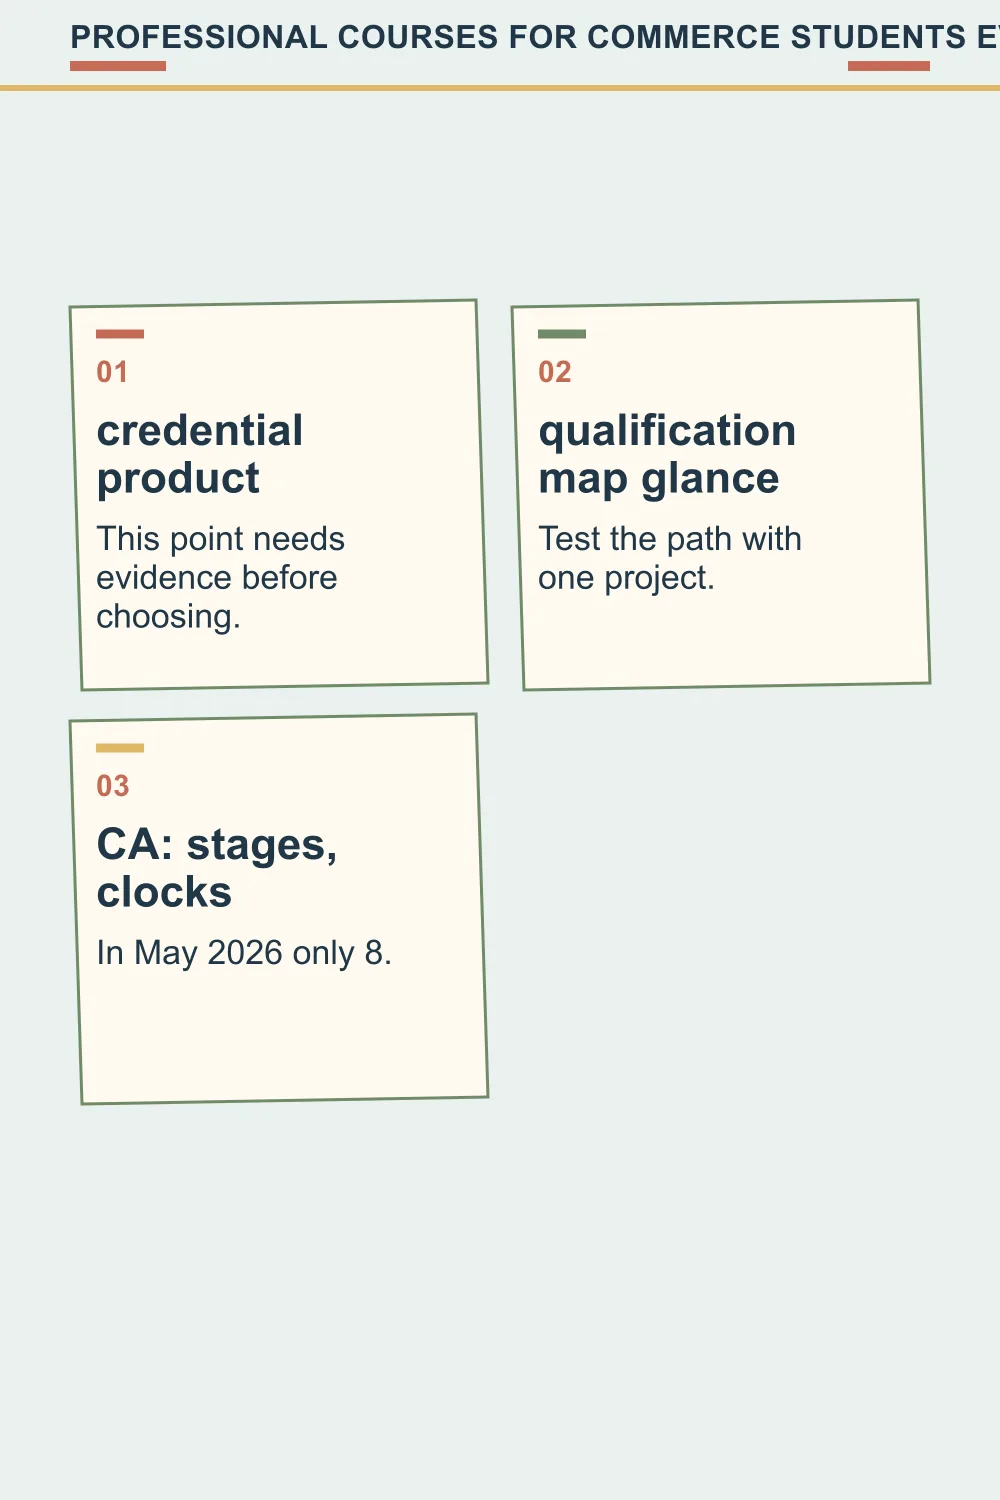 PROFESSIONAL COURSES FOR COMMERCE STUDENTS
01
credential
product
This point needs
evidence before
choosing.
02
qualification
map glance
Test the path with
one project.
03
CA: stages,
clocks
In May 2026 only 8.